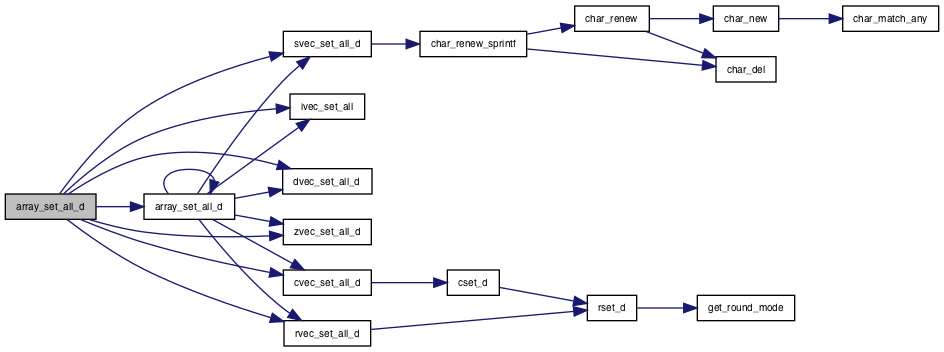 array_set_all_d
array_set_all_d
svec_set_all_d
ivec_set_all
dvec_set_all_d
zvec_set_all_d
cvec_set_all_d
rvec_set_all_d
char_renew_sprintf
cset_d
char_renew
rset_d
char_new
char_del
get_round_mode
char_match_any